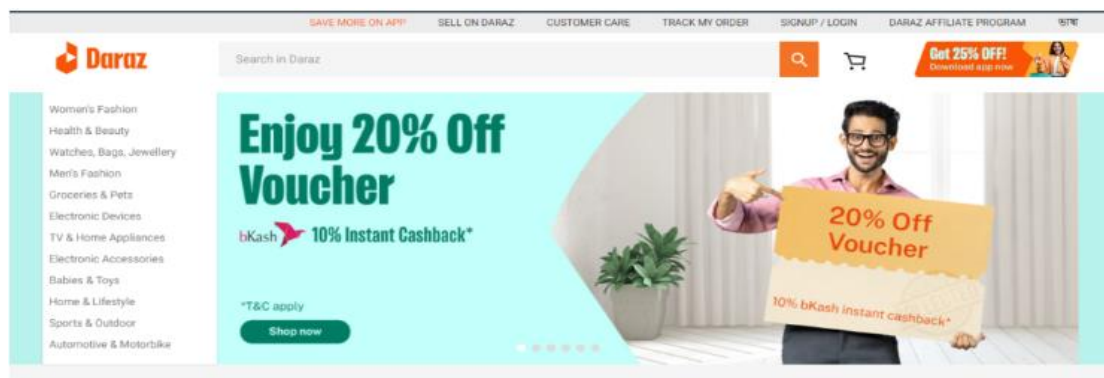 SAVE MORE ON APP SELL ON DARAZ CUSTOMER CARE TRACK MY ORDER SIGNUP / LOGIN DARAZ AFFILIATE PROGRAM ভাষা
Daraz
Search in Daraz
Get 25% OFF!
Download app now
Women's Fashion
Health & Beauty
Watches, Bags, Jewellery
Men's Fashion
Groceries & Pets
Electronic Devices
TV & Home Appliances
Electronic Accessories
Babies & Toys
Home & Lifestyle
Sports & Outdoor
Automotive & Motorbike
Enjoy 20% Off
Voucher
bKash 10% Instant Cashback*
*T&C apply
Shop now
20% Off
Voucher
10% bKash instant cashback*